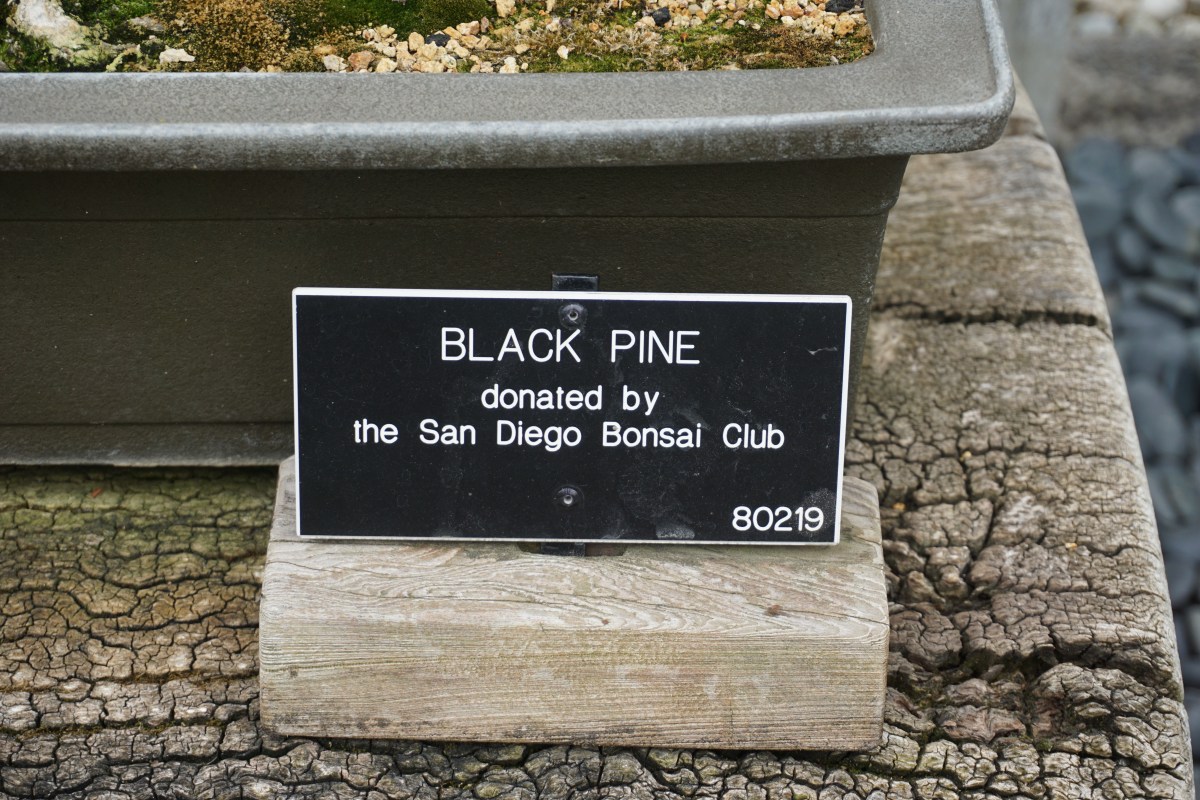 BLACK PINE
donated by
the San Diego Bonsai Club
80219